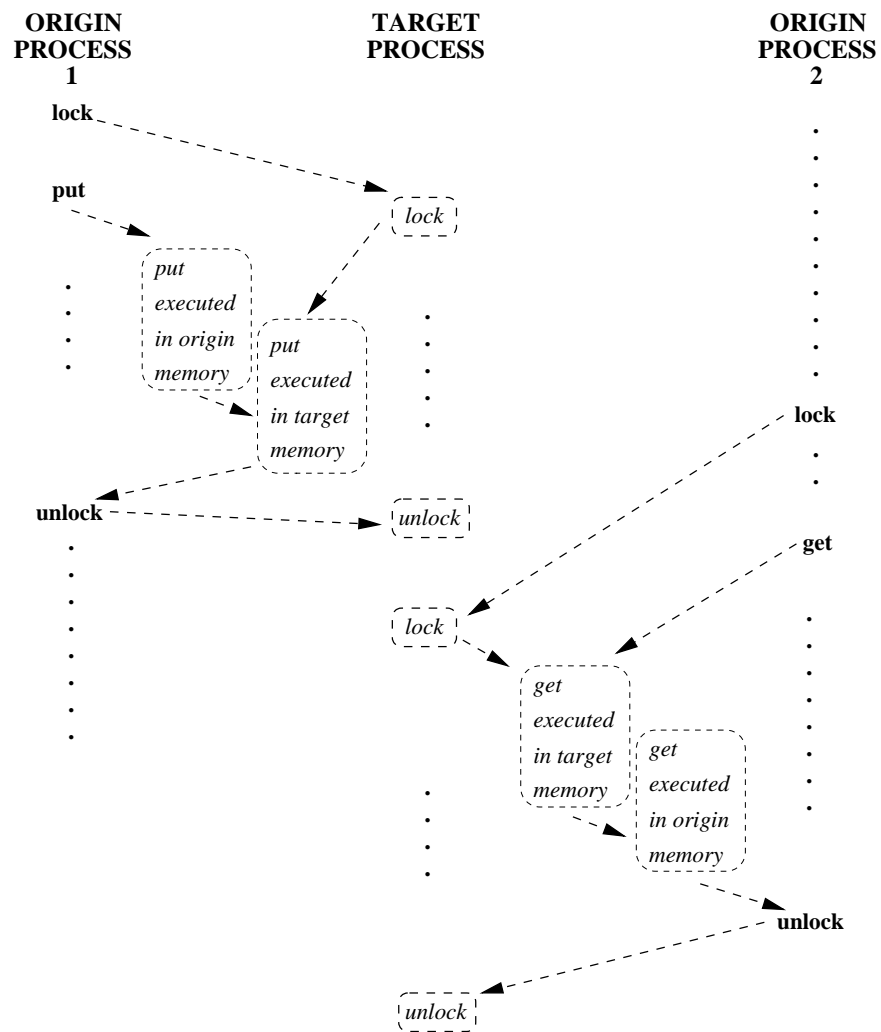 ORIGIN
PROCESS
1
TARGET
PROCESS
ORIGIN
PROCESS
2
lock
put
lock
put
executed
in origin
memory
put
executed
in target
memory
lock
unlock
unlock
get
lock
get
executed
in target
memory
get
executed
in origin
memory
unlock
unlock